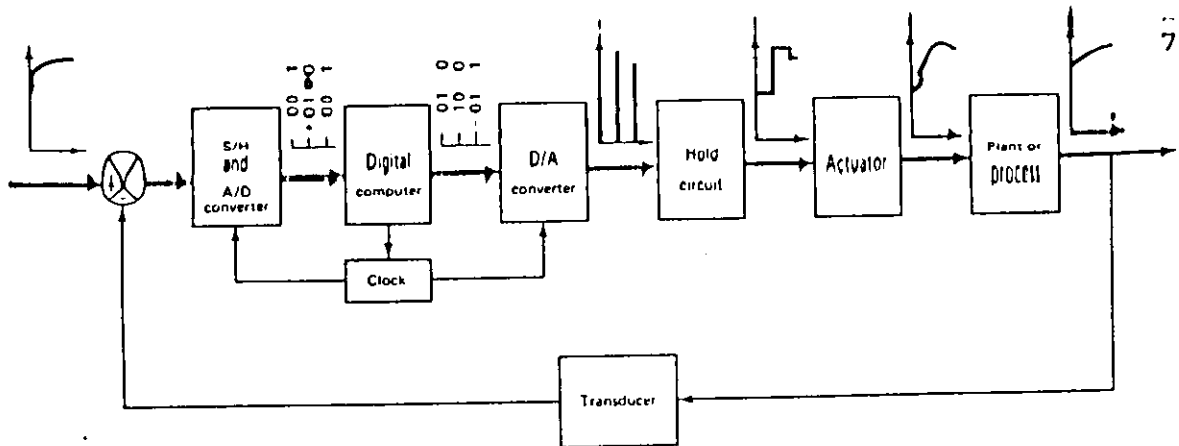 7
S/H
and
A/D
converter
Digital
computer
D/A
converter
Hold
circuit
Actuator
Plant or
process
Clock
Transducer